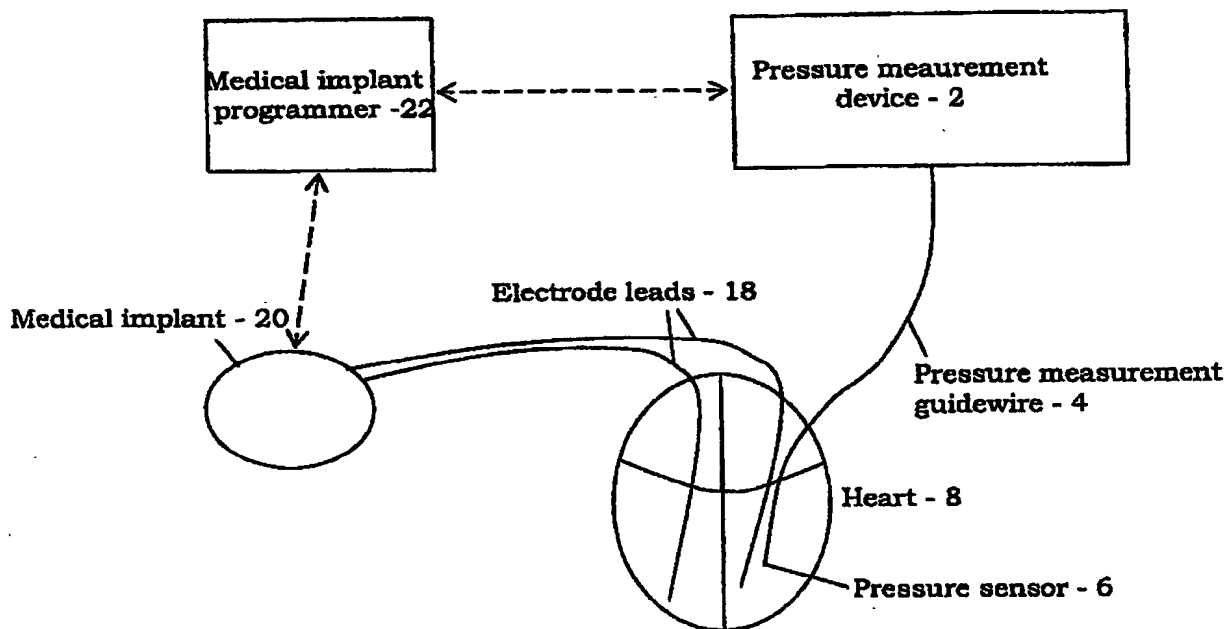 Medical implant
programmer -22
Pressure meaurement
device - 2
Electrode leads - 18
Medical implant - 20
Pressure measurement
guidewire - 4
Heart - 8
Pressure sensor - 6